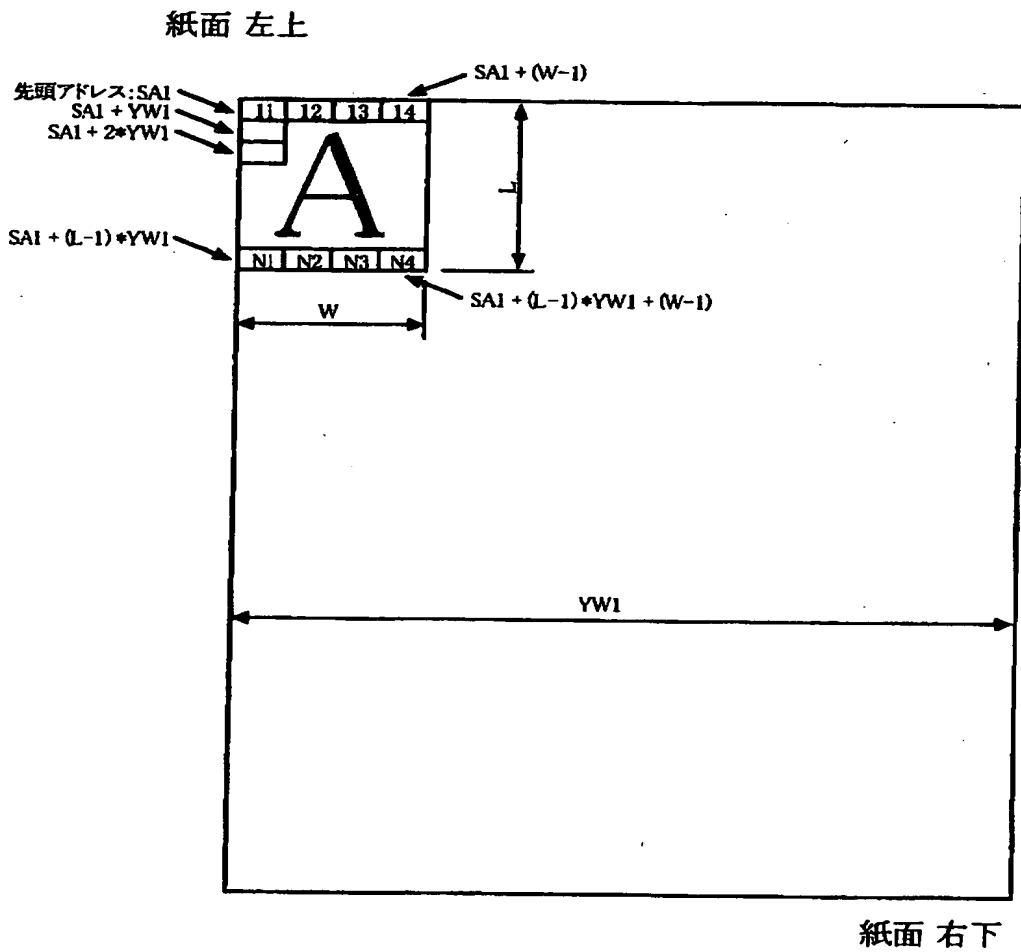 紙面 左上
SA1 + (W-1)
先頭アドレス:SA1
SA1 + YW1
SA1 + 2*YW1
11 12 13 14
A
L
SA1 + (L-1)*YW1
N1 N2 N3 N4
SA1 + (L-1)*YW1 + (W-1)
W
YW1
紙面 右下